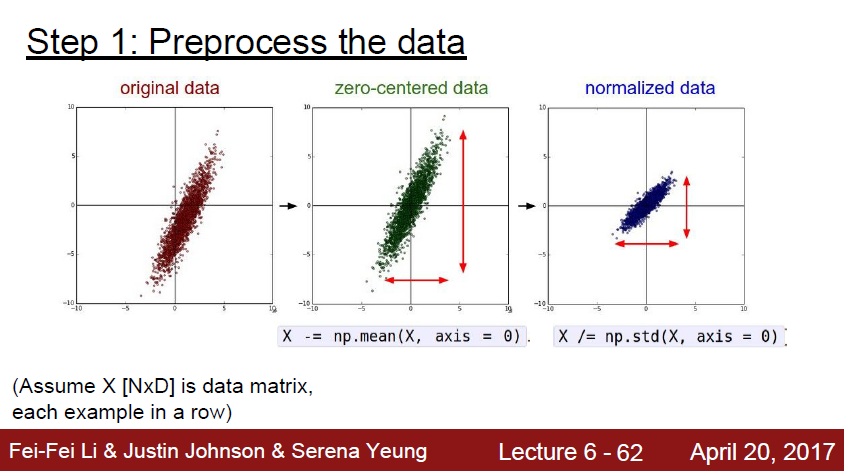 Step 1: Preprocess the data
original data
zero-centered data
normalized data
10
5
0
−5
−10
−10
−5
0
5
10
10
5
0
−5
−10
−10
−5
0
5
10
10
5
0
−5
−10
−10
−5
0
5
10
X -= np.mean(X, axis = 0).
X /= np.std(X, axis = 0).
(Assume X [NxD] is data matrix,
each example in a row)
Fei-Fei Li & Justin Johnson & Serena Yeung
Lecture 6 - 62
April 20, 2017